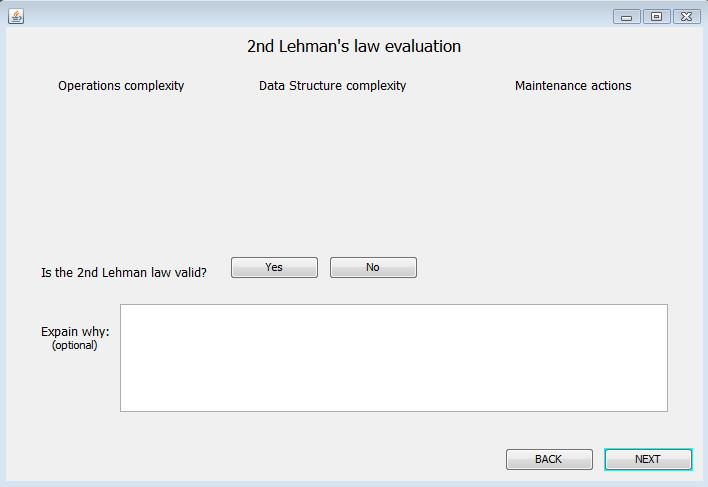 2nd Lehman's law evaluation
Operations complexity Data Structure complexity Maintenance actions
Is the 2nd Lehman law valid? Yes No
Expain why:
(optional)
BACK NEXT